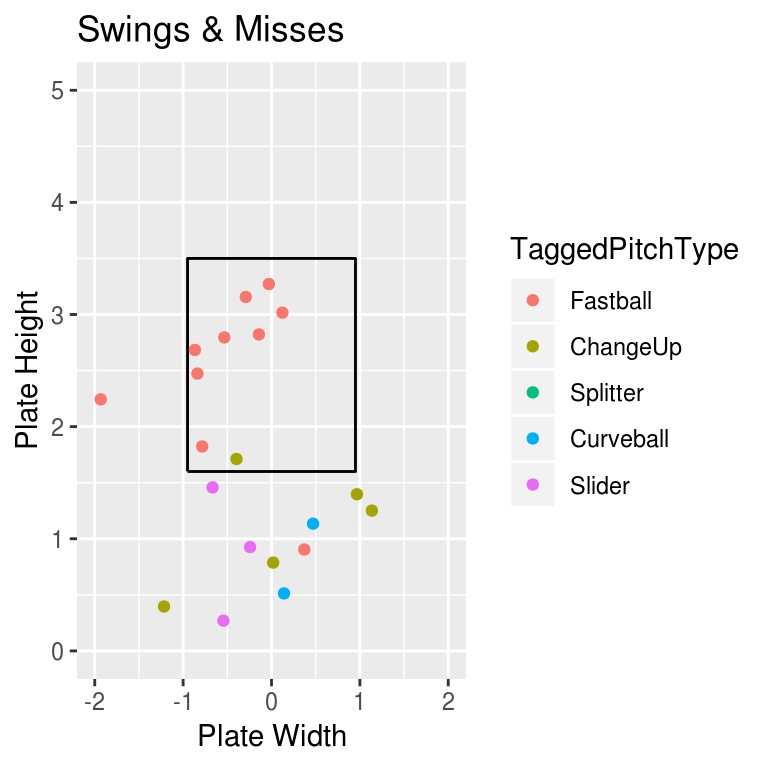 Swings & Misses
5
4
3
2
1
0
-2 -1 0 1 2
Plate Height
Plate Width
TaggedPitchType
Fastball
ChangeUp
Splitter
Curveball
Slider